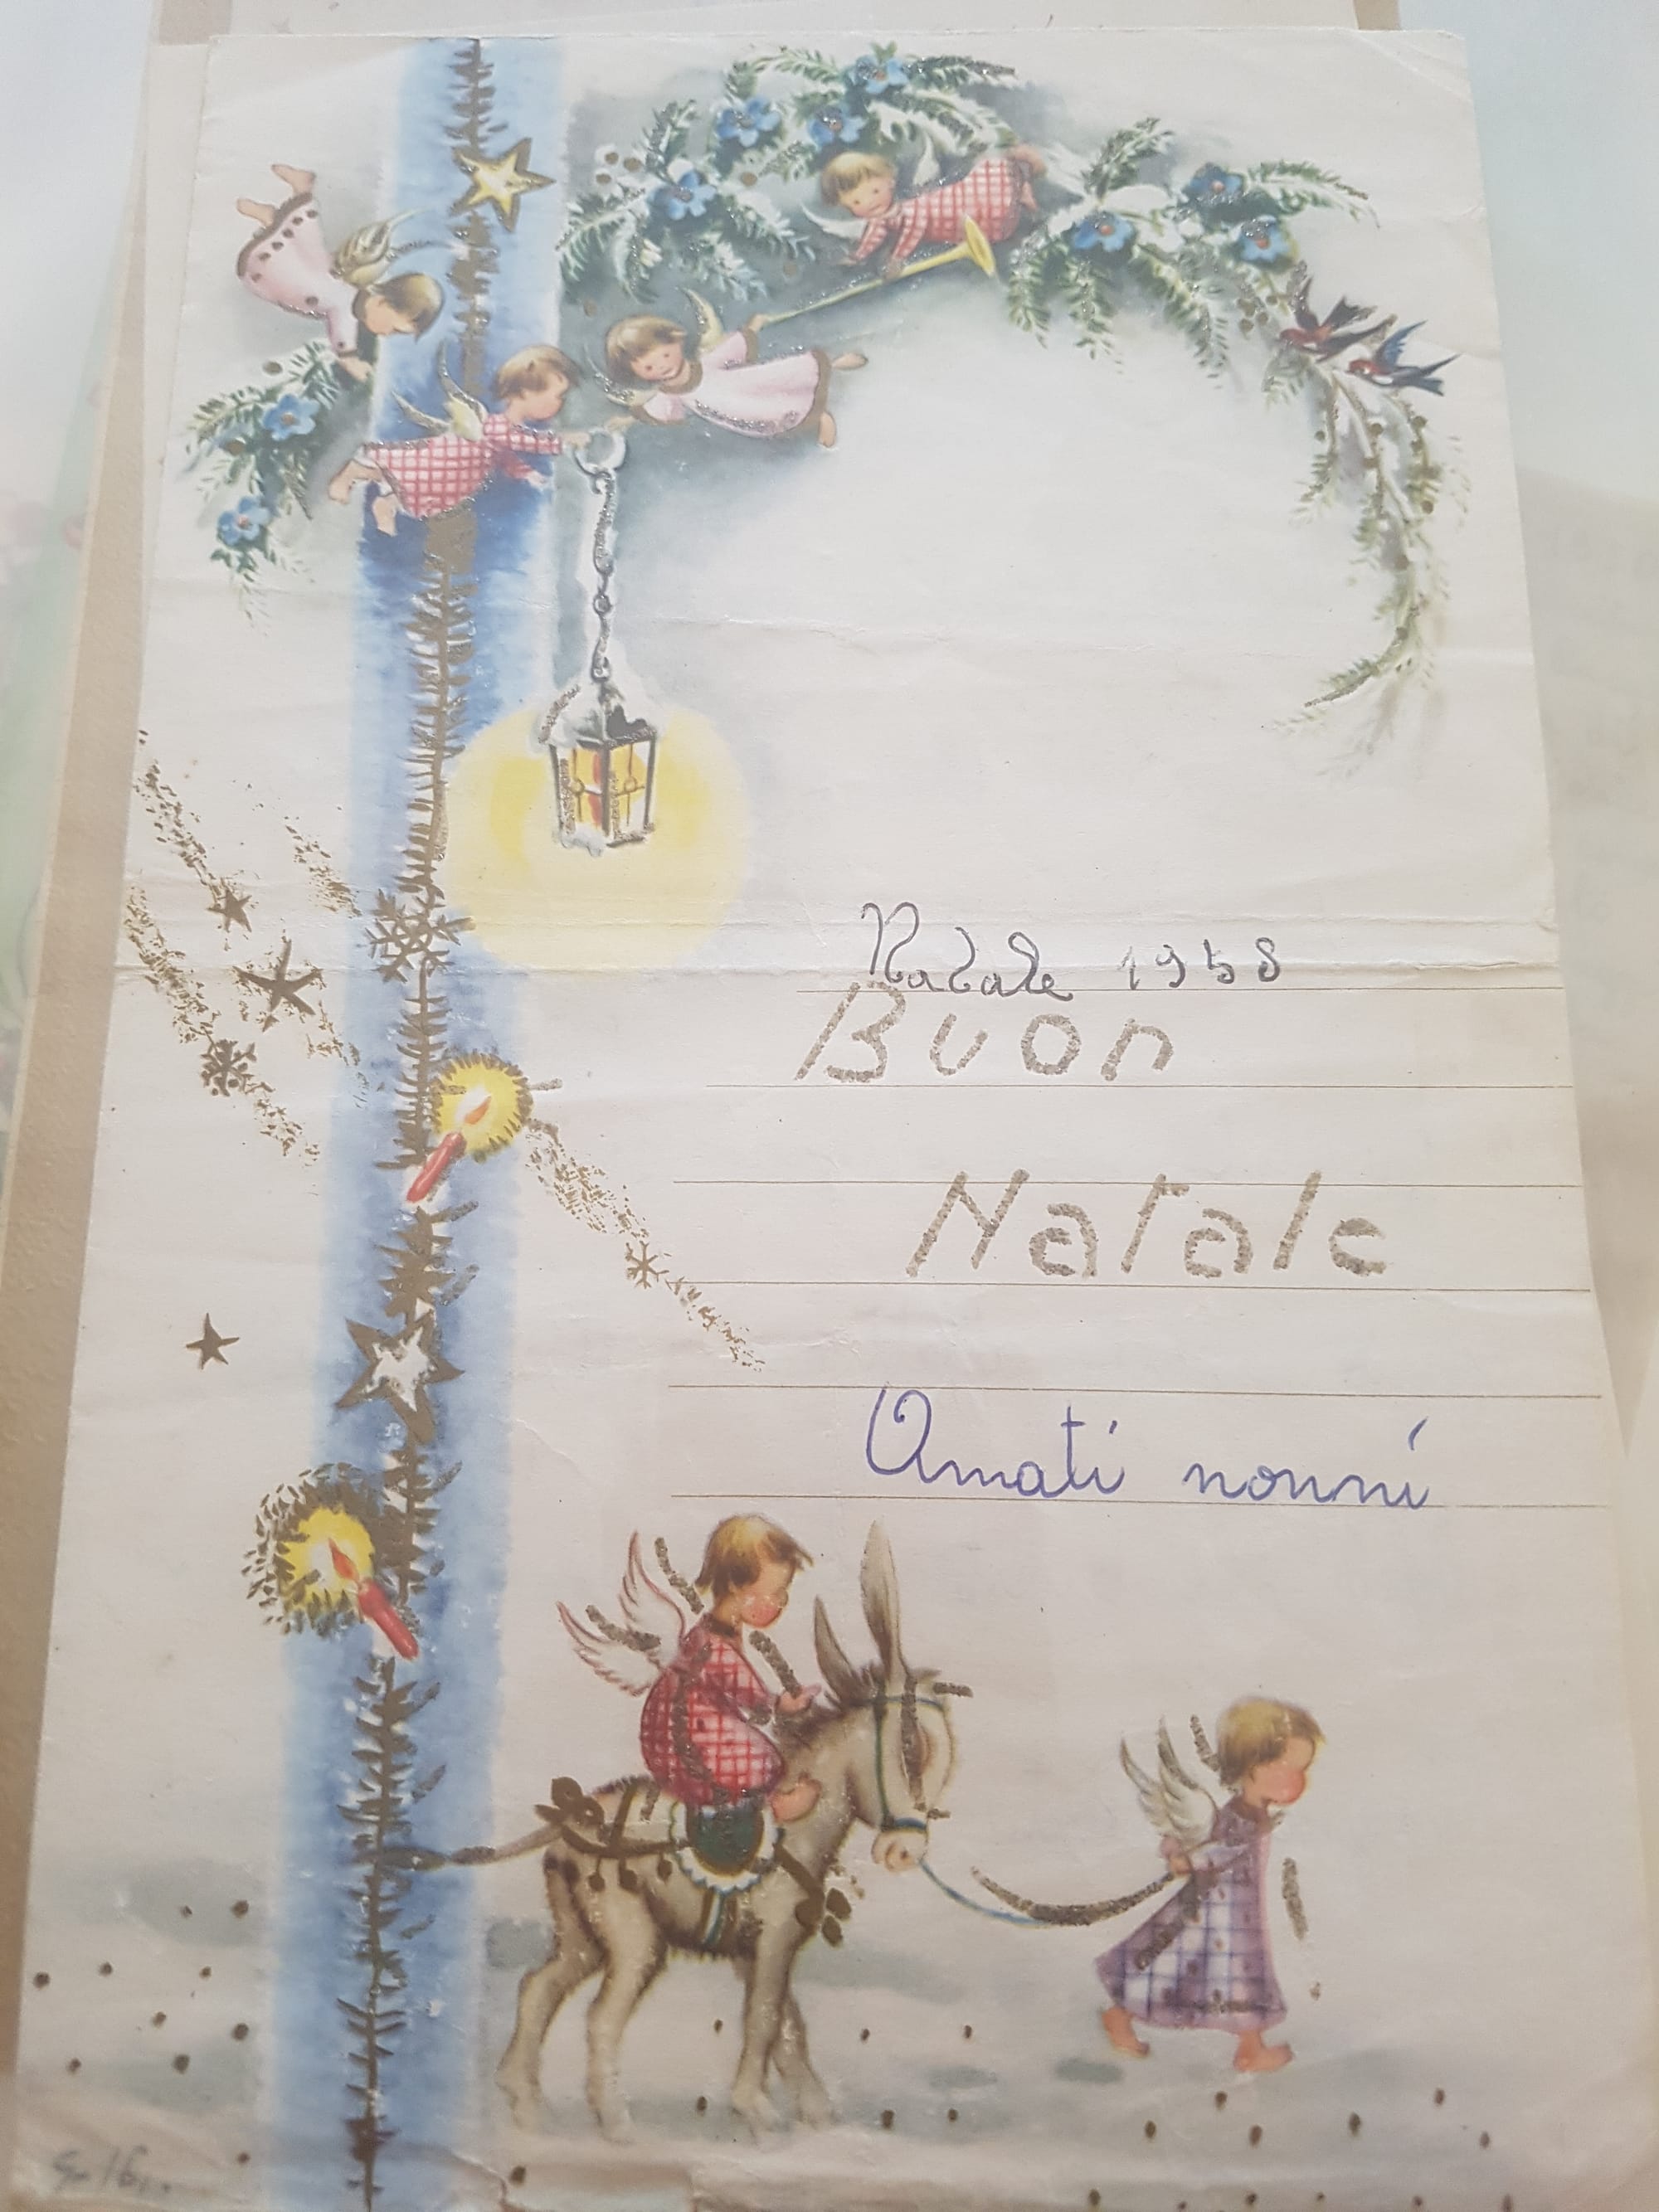 Natale 1958
Buon
Natale
Amati nonni